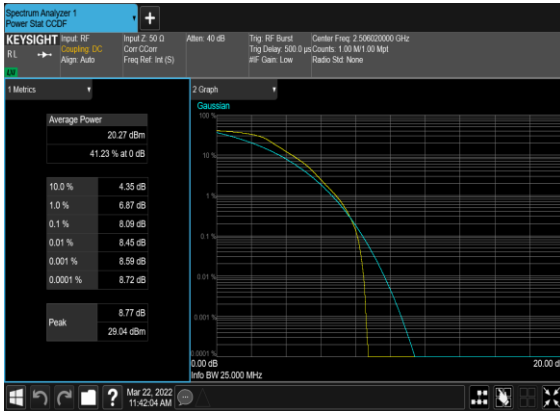 Spectrum Analyzer 1
Power Stat CCDF
+
KEYSIGHT
RL
Input: RF
Coupling: DC
Align: Auto
Input Z: 50 Ω
Corr CCorr
Freq Ref: Int (S)
Atten: 40 dB
Trig: RF Burst
Trig Delay: 500.0 µs
#IF Gain: Low
Center Freq: 2.506020000 GHz
Counts: 1.00 M/1.00 Mpt
Radio Std: None
1 Metrics
2 Graph
Average Power
20.27 dBm
41.23 % at 0 dB
10.0 % 4.35 dB
1.0 % 6.87 dB
0.1 % 8.09 dB
0.01 % 8.45 dB
0.001 % 8.59 dB
0.0001 % 8.72 dB
Peak
8.77 dB
29.04 dBm
Gaussian
100 %
10 %
1 %
0.1 %
0.01 %
0.001 %
0.0001 %
0.00 dB
20.00 d
Info BW 25.000 MHz
?
Mar 22, 2022
11:42:04 AM